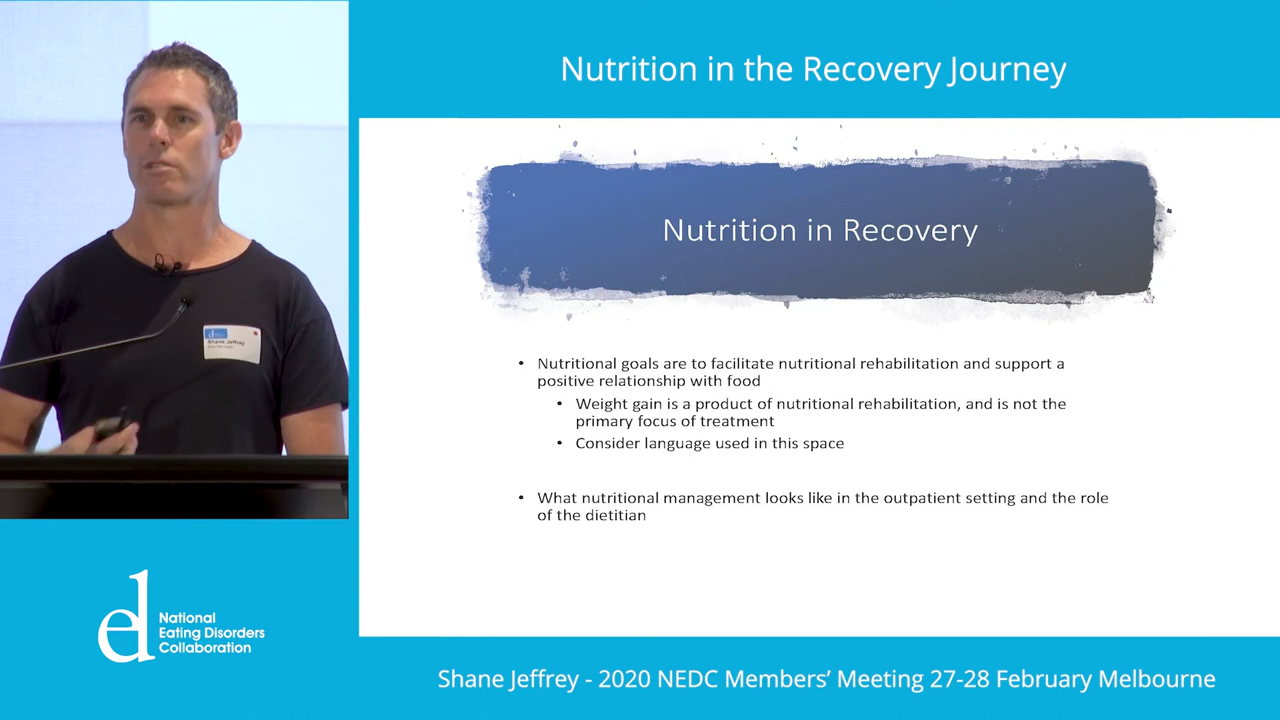 Nutrition in the Recovery Journey
Nutrition in Recovery
• Nutritional goals are to facilitate nutritional rehabilitation and support a
positive relationship with food
• Weight gain is a product of nutritional rehabilitation, and is not the
primary focus of treatment
• Consider language used in this space
• What nutritional management looks like in the outpatient setting and the role
of the dietitian
Shane Jeffrey
d National
Eating Disorders
Collaboration
Shane Jeffrey - 2020 NEDC Members’ Meeting 27-28 February Melbourne